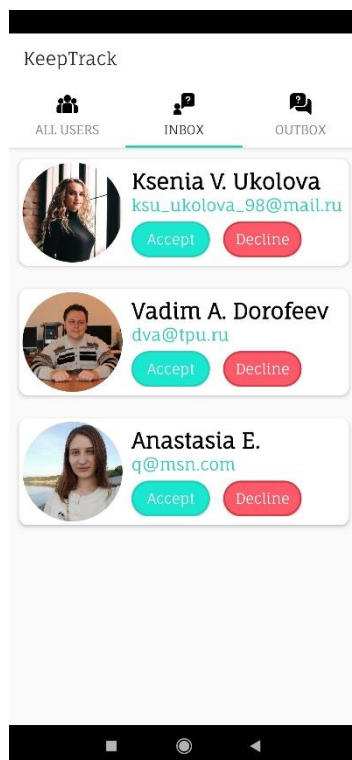 KeepTrack
ALL USERS
INBOX
OUTBOX
Ksenia V. Ukolova
ksu_ukolova_98@mail.ru
Accept
Decline
Vadim A. Dorofeev
dva@tpu.ru
Accept
Decline
Anastasia E.
q@msn.com
Accept
Decline